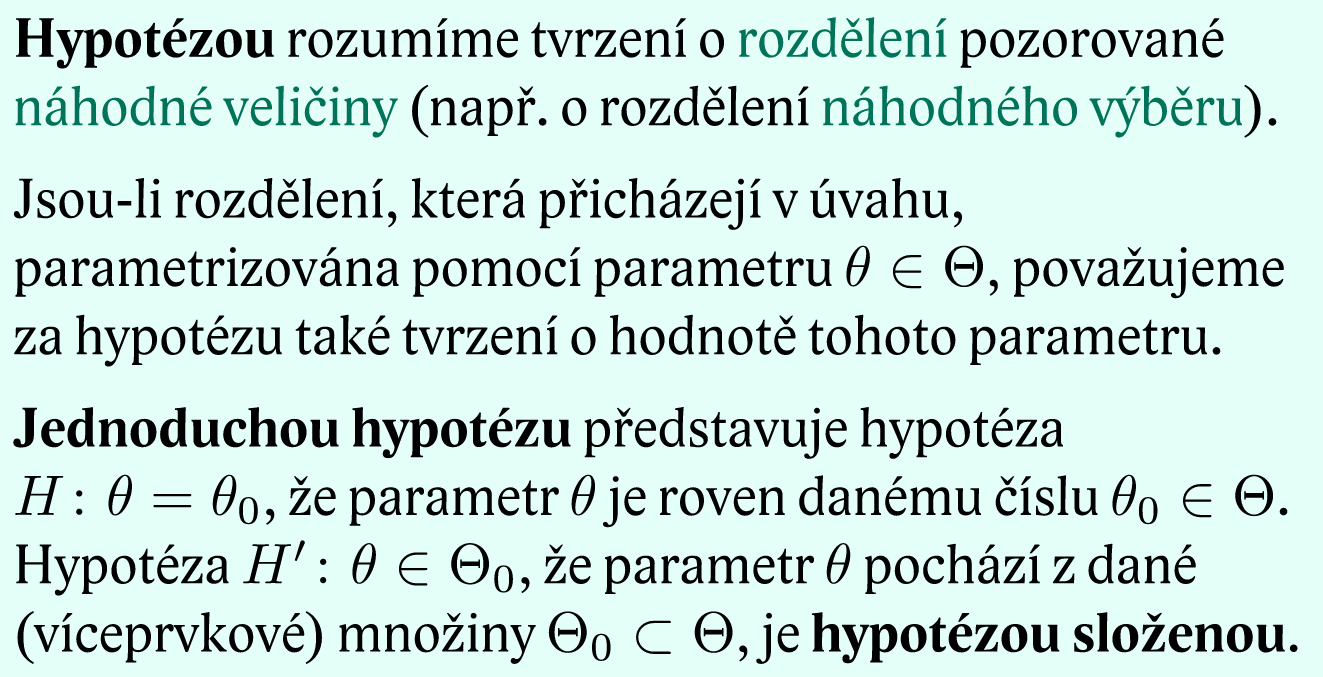 Hypotézou rozumíme tvrzení o rozdělení pozorované
náhodné veličiny (např. o rozdělení náhodného výběru).
Jsou-li rozdělení, která přicházejí v úvahu,
parametrizována pomocí parametru θ ∈ Θ, považujeme
za hypotézu také tvrzení o hodnotě tohoto parametru.
Jednoduchou hypotézu představuje hypotéza
H: θ = θ₀, že parametr θ je roven danému číslu θ₀ ∈ Θ.
Hypotéza H′: θ ∈ Θ₀, že parametr θ pochází z dané
(víceprvkové) množiny Θ₀ ⊂ Θ, je hypotézou složenou.